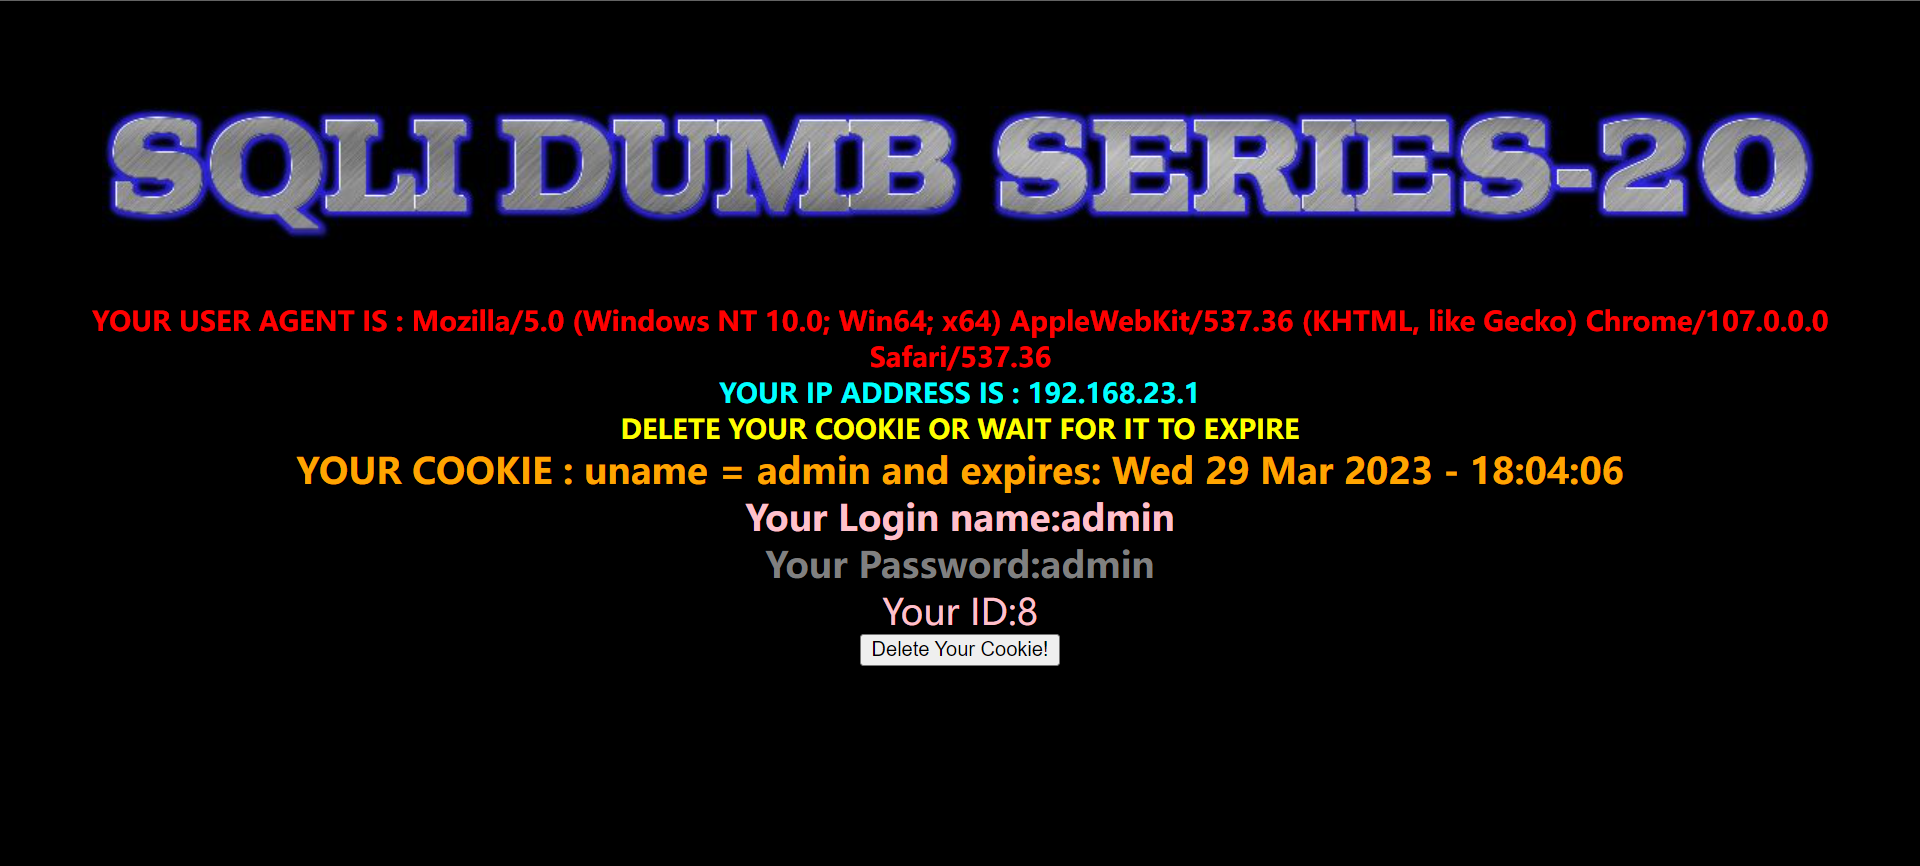 SQLI DUMB SERIES-20
YOUR USER AGENT IS : Mozilla/5.0 (Windows NT 10.0; Win64; x64) AppleWebKit/537.36 (KHTML, like Gecko) Chrome/107.0.0.0
Safari/537.36
YOUR IP ADDRESS IS : 192.168.23.1
DELETE YOUR COOKIE OR WAIT FOR IT TO EXPIRE
YOUR COOKIE : uname = admin and expires: Wed 29 Mar 2023 - 18:04:06
Your Login name:admin
Your Password:admin
Your ID:8
Delete Your Cookie!